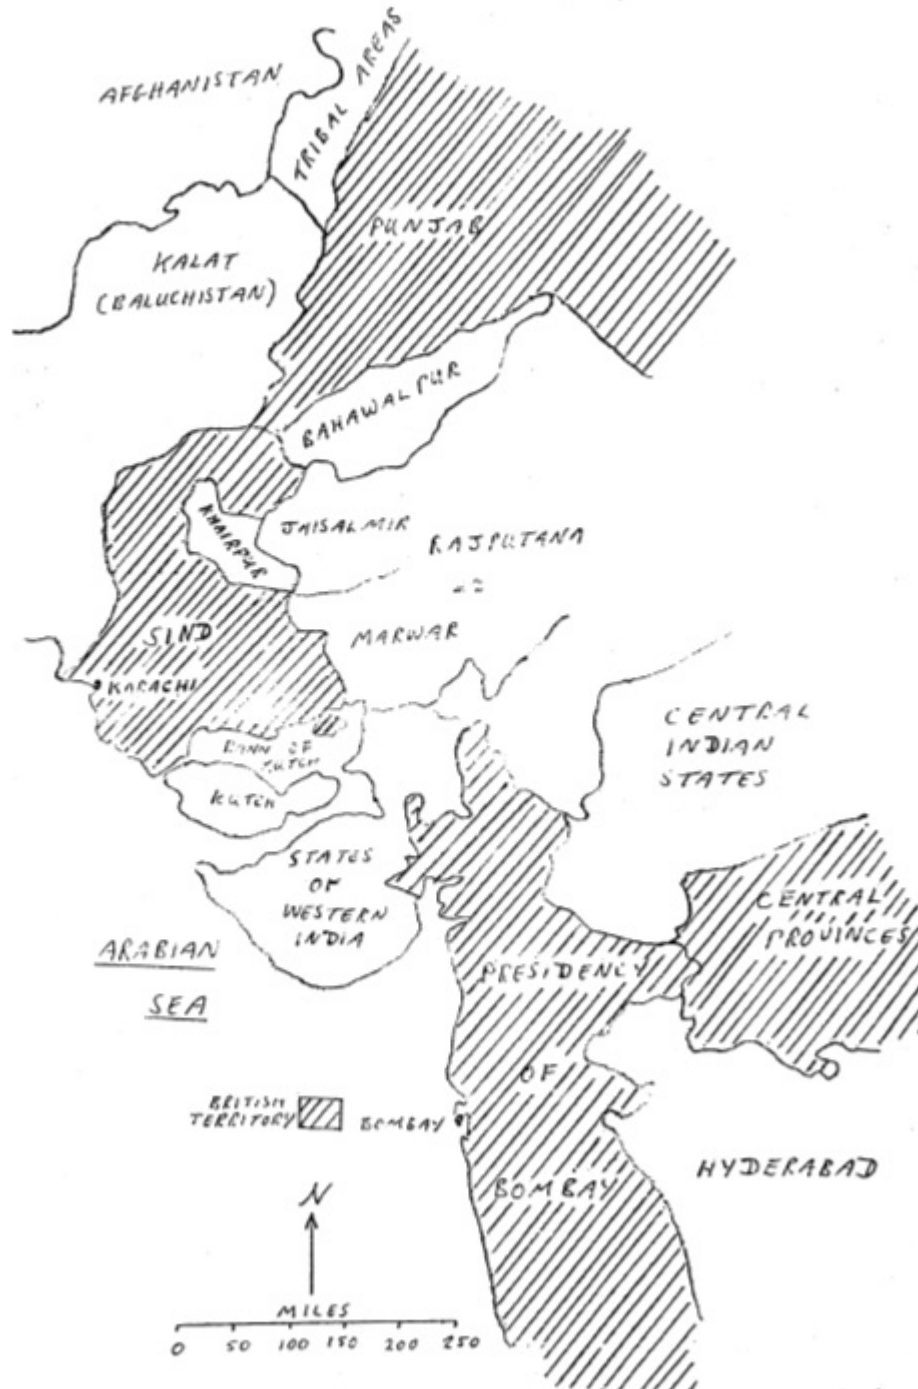 AFGHANISTAN
TRIBAL AREAS
PUNJAB
KALAT
(BALUCHISTAN)
BAHAWALPUR
KHAIRPUR
JAISALMIR
RAJPUTANA
SIND
MARWAR
KARACHI
RANN OF
KUTCH
KUTCH
CENTRAL
INDIAN
STATES
STATES
OF
WESTERN
INDIA
CENTRAL
PROVINCES
ARABIAN
SEA
PRESIDENCY
OF
BOMBAY
BRITISH
TERRITORY
BOMBAY
HYDERABAD
N
MILES
0 50 100 150 200 250